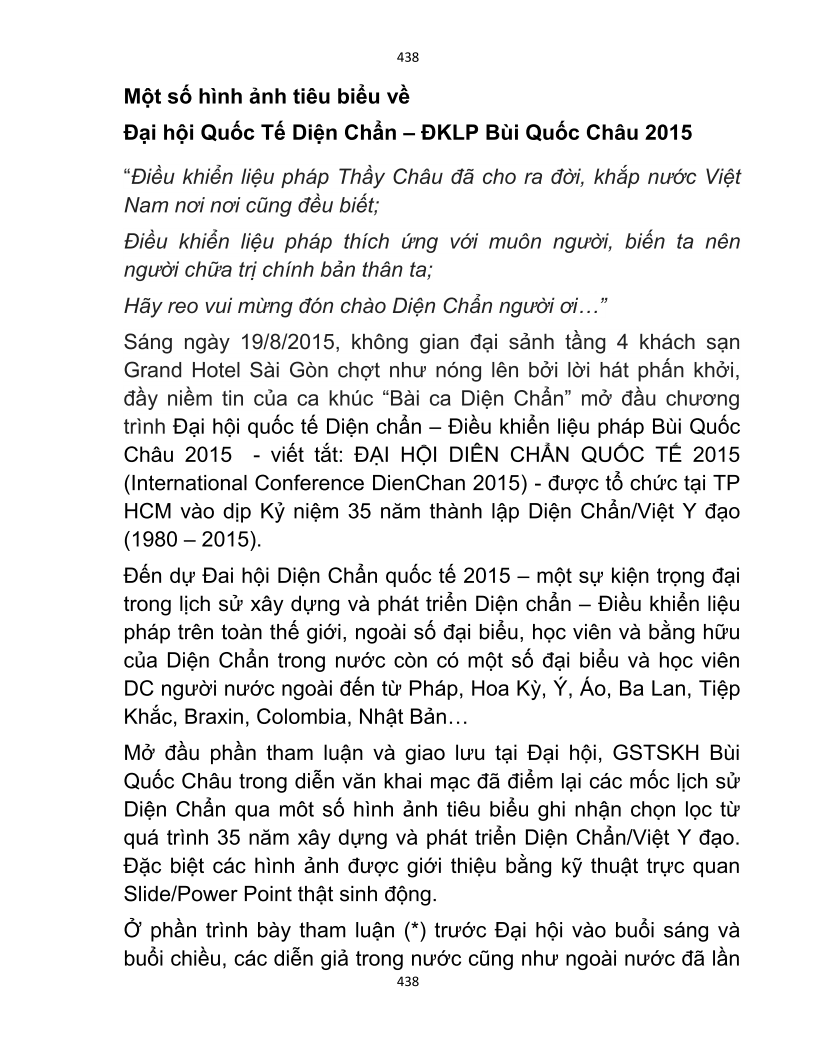 438
Một số hình ảnh tiêu biểu về
Đại hội Quốc Tế Diện Chẩn – ĐKLP Bùi Quốc Châu 2015
“Điều khiển liệu pháp Thầy Châu đã cho ra đời, khắp nước Việt
Nam nơi nơi cũng đều biết;
Điều khiển liệu pháp thích ứng với muôn người, biến ta nên
người chữa trị chính bản thân ta;
Hãy reo vui mừng đón chào Diện Chẩn người ơi…”
Sáng ngày 19/8/2015, không gian đại sảnh tầng 4 khách sạn
Grand Hotel Sài Gòn chợt như nóng lên bởi lời hát phấn khởi,
đầy niềm tin của ca khúc “Bài ca Diện Chẩn” mở đầu chương
trình Đại hội quốc tế Diện chẩn – Điều khiển liệu pháp Bùi Quốc
Châu 2015  - viết tắt: ĐẠI HỘI DIÊN CHẨN QUỐC TẾ 2015
(International Conference DienChan 2015) - được tổ chức tại TP
HCM vào dịp Kỷ niệm 35 năm thành lập Diện Chẩn/Việt Y đạo
(1980 – 2015).
Đến dự Đai hội Diện Chẩn quốc tế 2015 – một sự kiện trọng đại
trong lịch sử xây dựng và phát triển Diện chẩn – Điều khiển liệu
pháp trên toàn thế giới, ngoài số đại biểu, học viên và bằng hữu
của Diện Chẩn trong nước còn có một số đại biểu và học viên
DC người nước ngoài đến từ Pháp, Hoa Kỳ, Ý, Áo, Ba Lan, Tiệp
Khắc, Braxin, Colombia, Nhật Bản…
Mở đầu phần tham luận và giao lưu tại Đại hội, GSTSKH Bùi
Quốc Châu trong diễn văn khai mạc đã điểm lại các mốc lịch sử
Diện Chẩn qua môt số hình ảnh tiêu biểu ghi nhận chọn lọc từ
quá trình 35 năm xây dựng và phát triển Diện Chẩn/Việt Y đạo.
Đặc biệt các hình ảnh được giới thiệu bằng kỹ thuật trực quan
Slide/Power Point thật sinh động.
Ở phần trình bày tham luận (*) trước Đại hội vào buổi sáng và
buổi chiều, các diễn giả trong nước cũng như ngoài nước đã lần
438